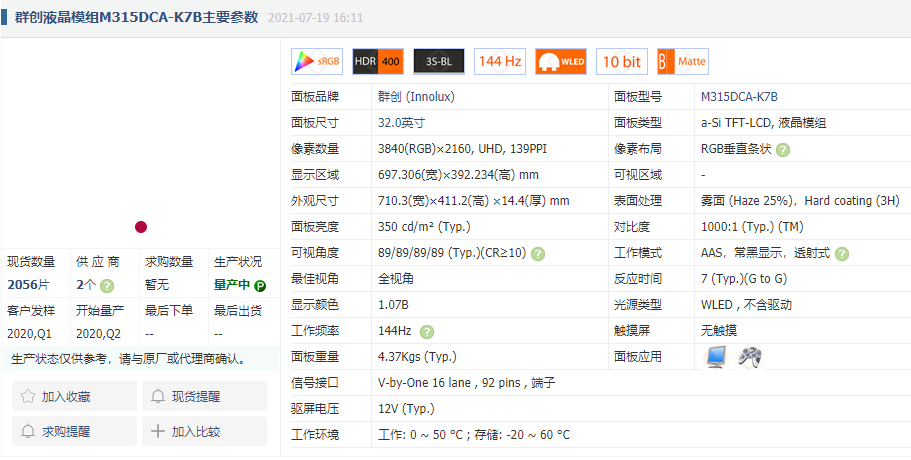 群创液晶模组M315DCA-K7B主要参数 2021-07-19 16:11
sRGB HDR 400 3S-BL 144 Hz WLED 10 bit Matte
面板品牌 群创 (Innolux) 面板型号 M315DCA-K7B
面板尺寸 32.0英寸 面板类型 a-Si TFT-LCD, 液晶模组
像素数量 3840(RGB)×2160, UHD, 139PPI 像素布局 RGB垂直条状 ?
显示区域 697.306(宽)×392.234(高) mm 可视区域 -
外观尺寸 710.3(宽)×411.2(高) ×14.4(厚) mm 表面处理 雾面 (Haze 25%)，Hard coating (3H)
面板亮度 350 cd/m² (Typ.) 对比度 1000:1 (Typ.) (TM)
可视角度 89/89/89/89 (Typ.)(CR≥10) ? 工作模式 AAS，常黑显示，透射式 ?
最佳视角 全视角 反应时间 7 (Typ.)(G to G)
显示颜色 1.07B 光源类型 WLED , 不含驱动
工作频率 144Hz ? 触摸屏 无触摸
面板重量 4.37Kgs (Typ.) 面板应用
信号接口 V-by-One 16 lane , 92 pins , 端子
驱屏电压 12V (Typ.)
工作环境 工作: 0 ~ 50 °C ; 存储: -20 ~ 60 °C
现货数量 供 应 商 求购数量 生产状况
2056片 2个 ? 暂无 量产中 P
客户发样 开始量产 最后下单 最后出货
2020,Q1 2020,Q2 -- --
生产状态仅供参考，请与原厂或代理商确认。
加入收藏 现货提醒
求购提醒 加入比较